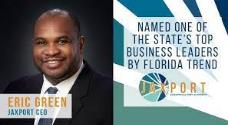 NAMED ONE OF
THE STATE'S TOP
BUSINESS LEADERS
BY FLORIDA TREND
ERIC GREEN
JAXPORT CEO
JAXPORT